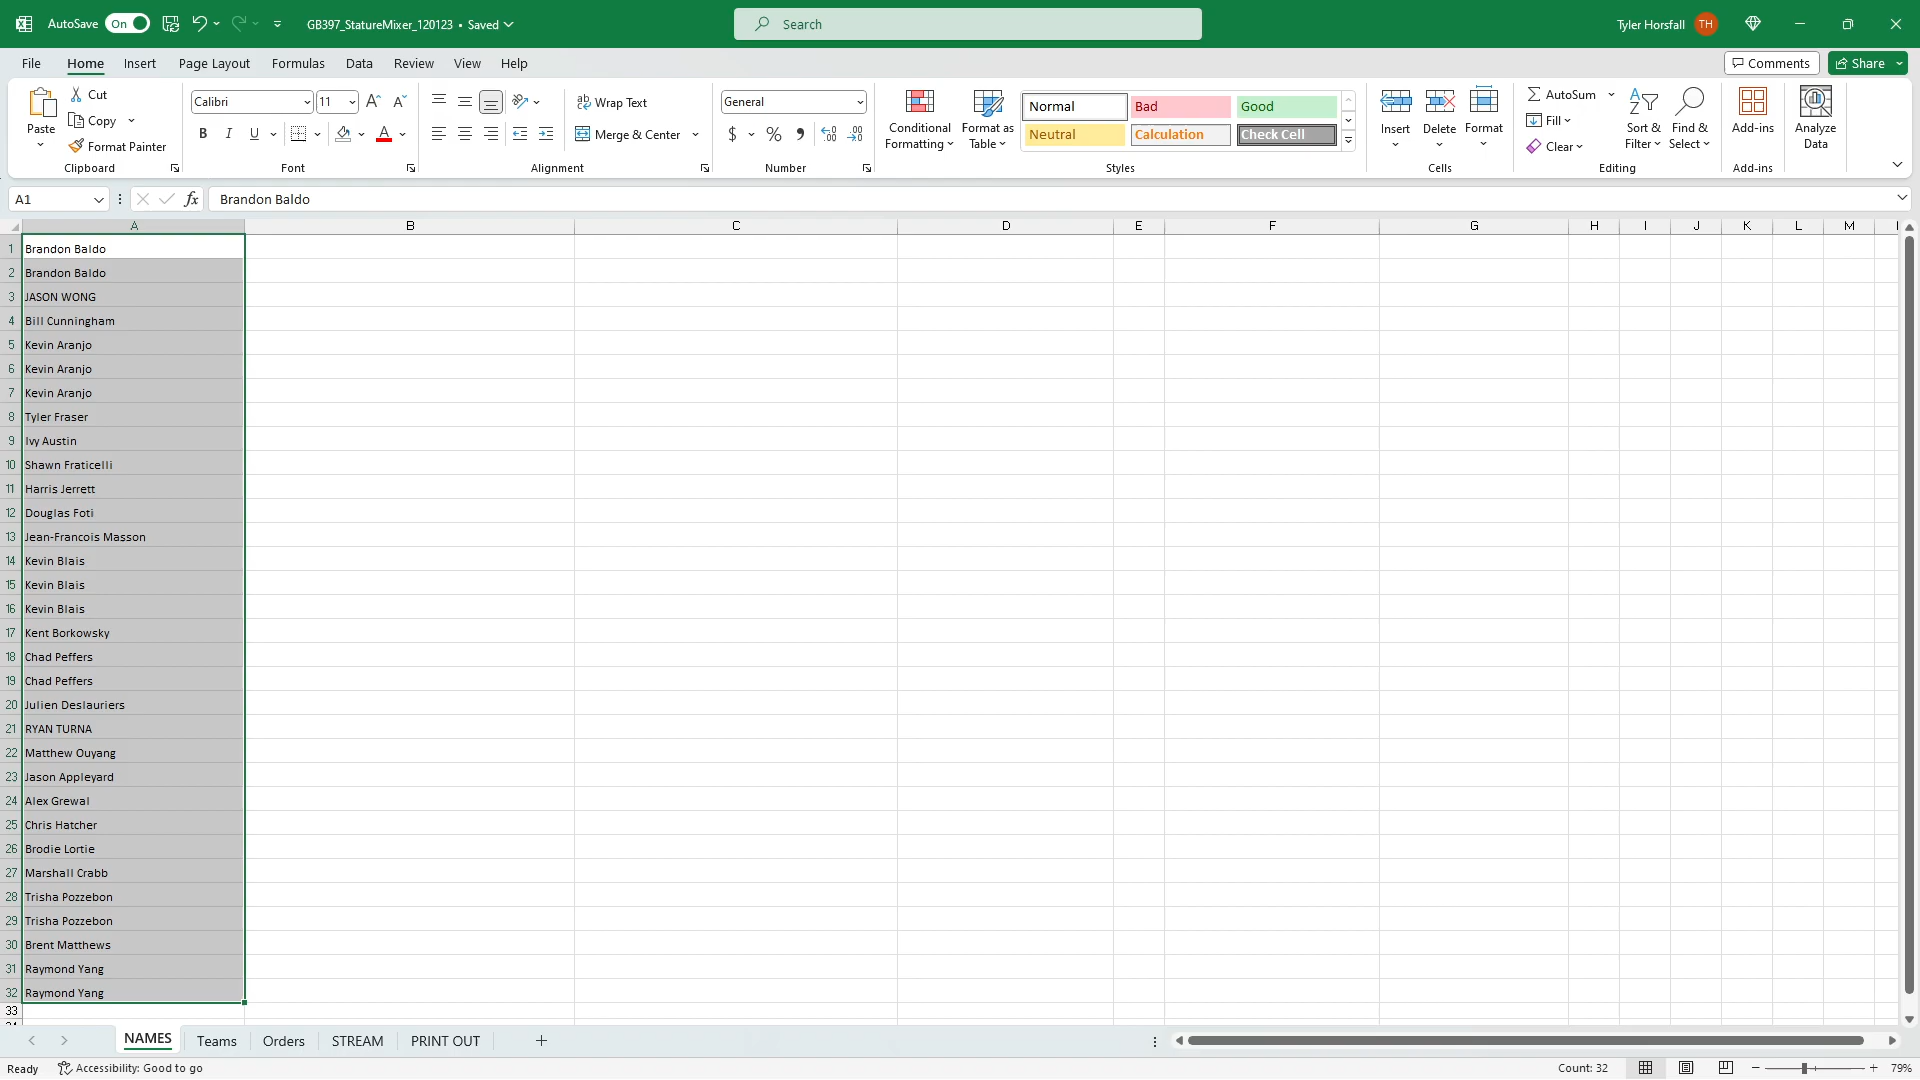 AutoSave On GB397_StatureMixer_120123 • Saved Search Tyler Horsfall TH
File Home Insert Page Layout Formulas Data Review View Help Comments Share
Paste Cut Copy Format Painter Clipboard
Calibri 11 B I U A Font
Wrap Text Merge & Center Alignment
General $ % Number
Conditional Formatting Format as Table Normal Bad Good Neutral Calculation Check Cell Styles
Insert Delete Format Cells
AutoSum Fill Clear Sort & Filter Find & Select Editing
Add-ins Add-ins
Analyze Data
A1 fx Brandon Baldo
A B C D E F G H I J K L M
1 Brandon Baldo
2 Brandon Baldo
3 JASON WONG
4 Bill Cunningham
5 Kevin Aranjo
6 Kevin Aranjo
7 Kevin Aranjo
8 Tyler Fraser
9 Ivy Austin
10 Shawn Fraticelli
11 Harris Jerrett
12 Douglas Foti
13 Jean-Francois Masson
14 Kevin Blais
15 Kevin Blais
16 Kevin Blais
17 Kent Borkowsky
18 Chad Peffers
19 Chad Peffers
20 Julien Deslauriers
21 RYAN TURNA
22 Matthew Ouyang
23 Jason Appleyard
24 Alex Grewal
25 Chris Hatcher
26 Brodie Lortie
27 Marshall Crabb
28 Trisha Pozzebon
29 Trisha Pozzebon
30 Brent Matthews
31 Raymond Yang
32 Raymond Yang
33
NAMES Teams Orders STREAM PRINT OUT
Ready Accessibility: Good to go Count: 32 79%